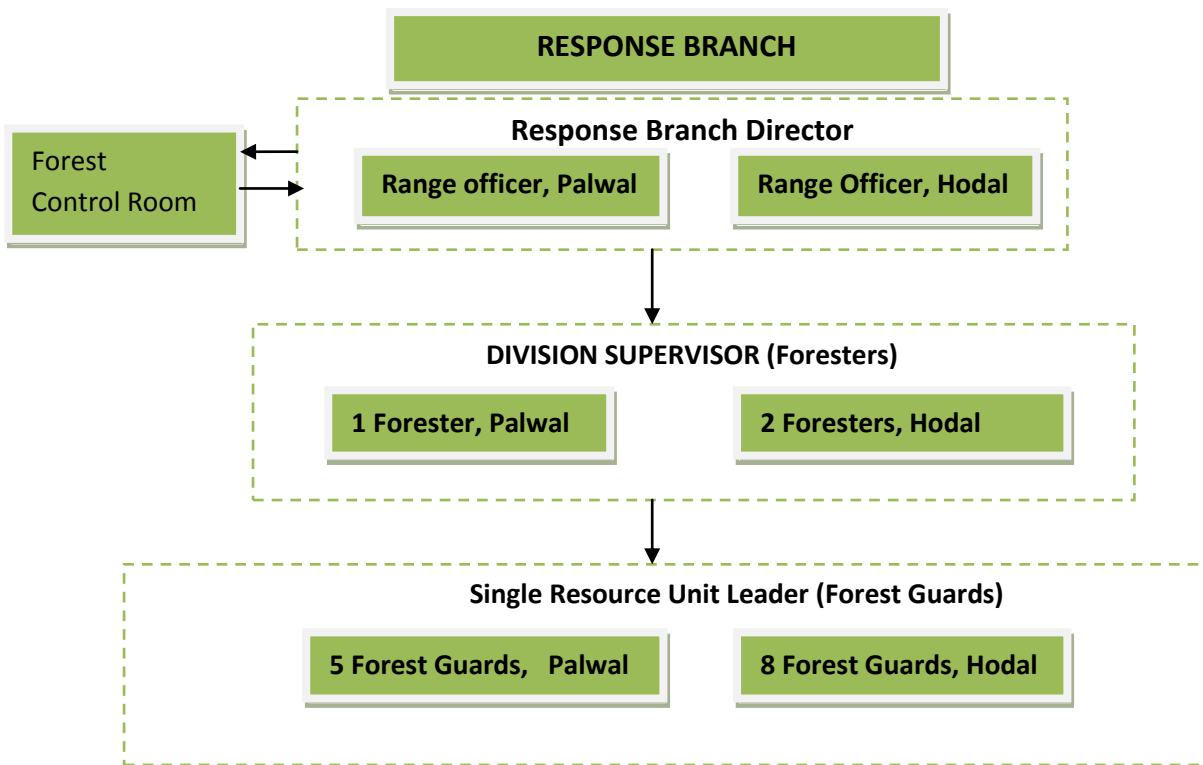 RESPONSE BRANCH
Response Branch Director
Forest
Control Room
Range officer, Palwal
Range Officer, Hodal
DIVISION SUPERVISOR (Foresters)
1 Forester, Palwal
2 Foresters, Hodal
Single Resource Unit Leader (Forest Guards)
5 Forest Guards, Palwal
8 Forest Guards, Hodal